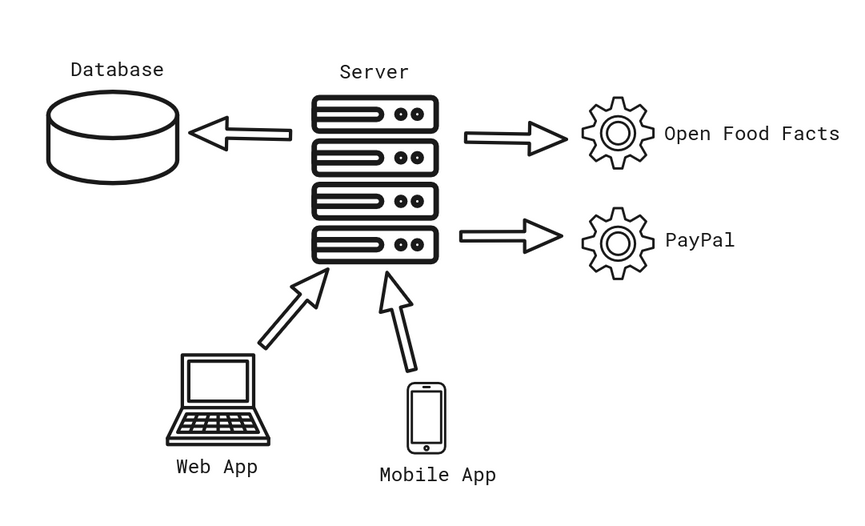 Database
Server
Open Food Facts
PayPal
Web App
Mobile App